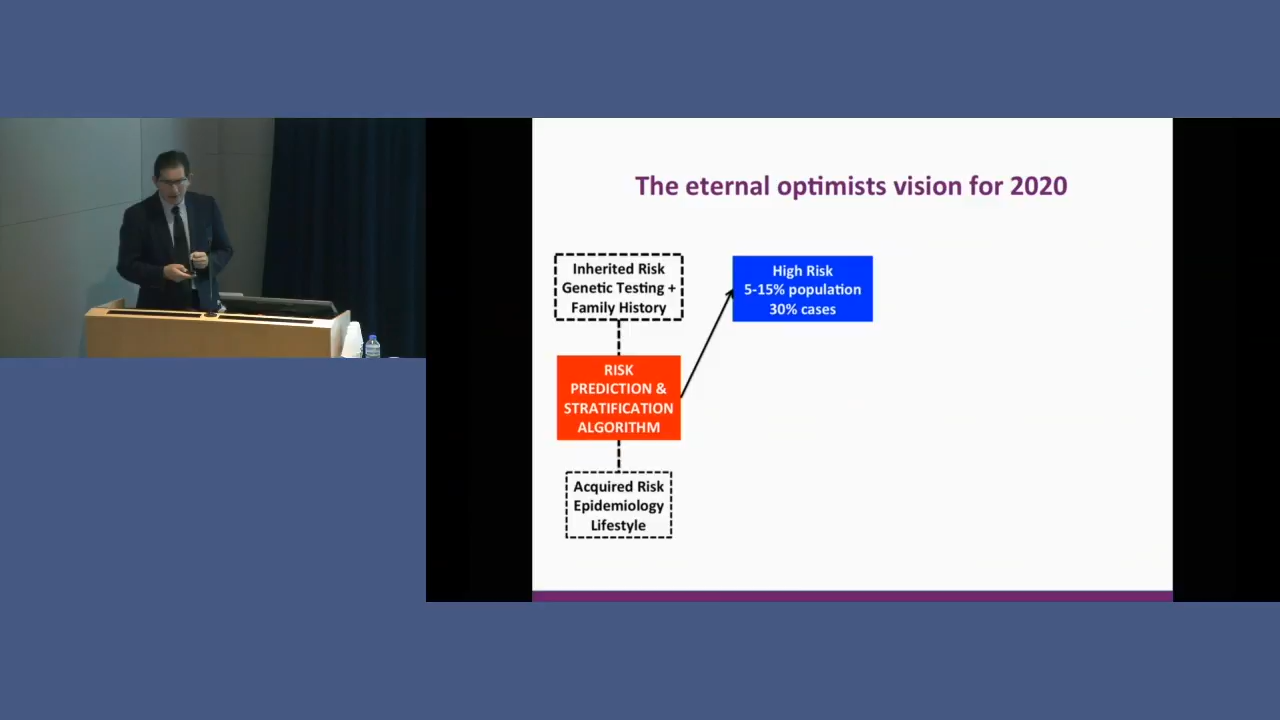 The eternal optimists vision for 2020
Inherited Risk
Genetic Testing +
Family History
High Risk
5-15% population
30% cases
RISK
PREDICTION &
STRATIFICATION
ALGORITHM
Acquired Risk
Epidemiology
Lifestyle